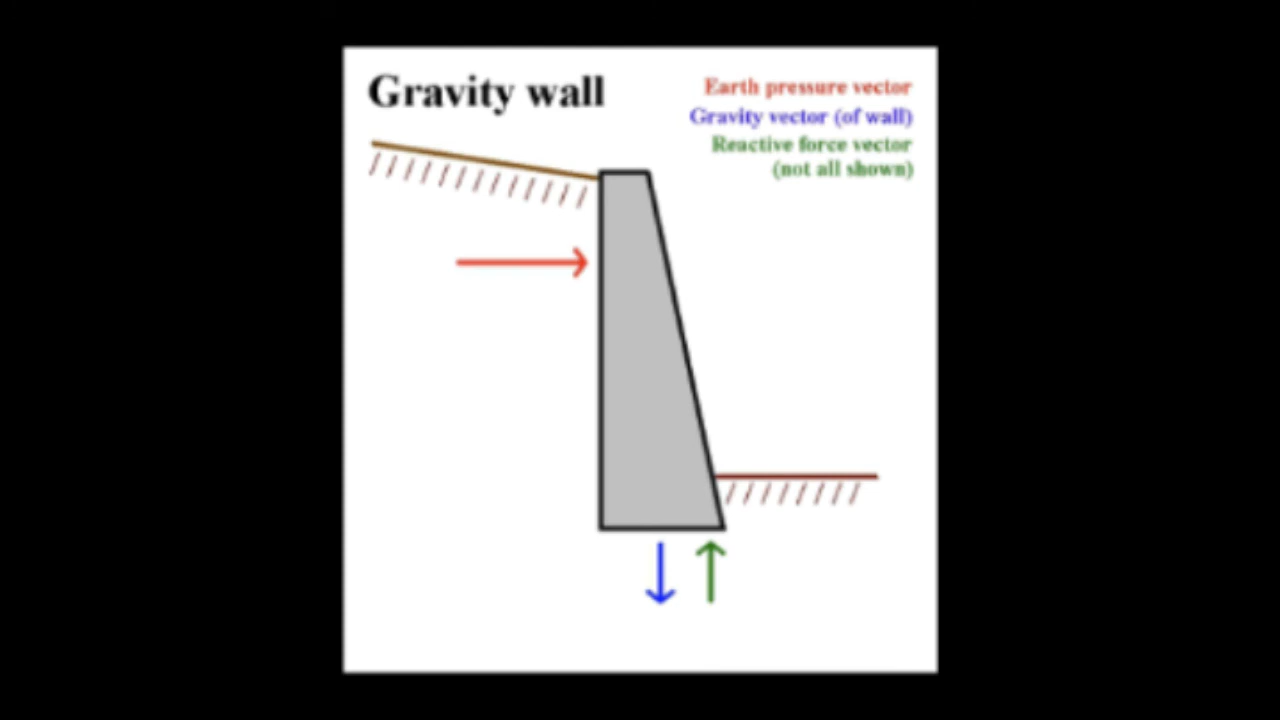 Gravity wall
Earth pressure vector
Gravity vector (of wall)
Reactive force vector
(not all shown)